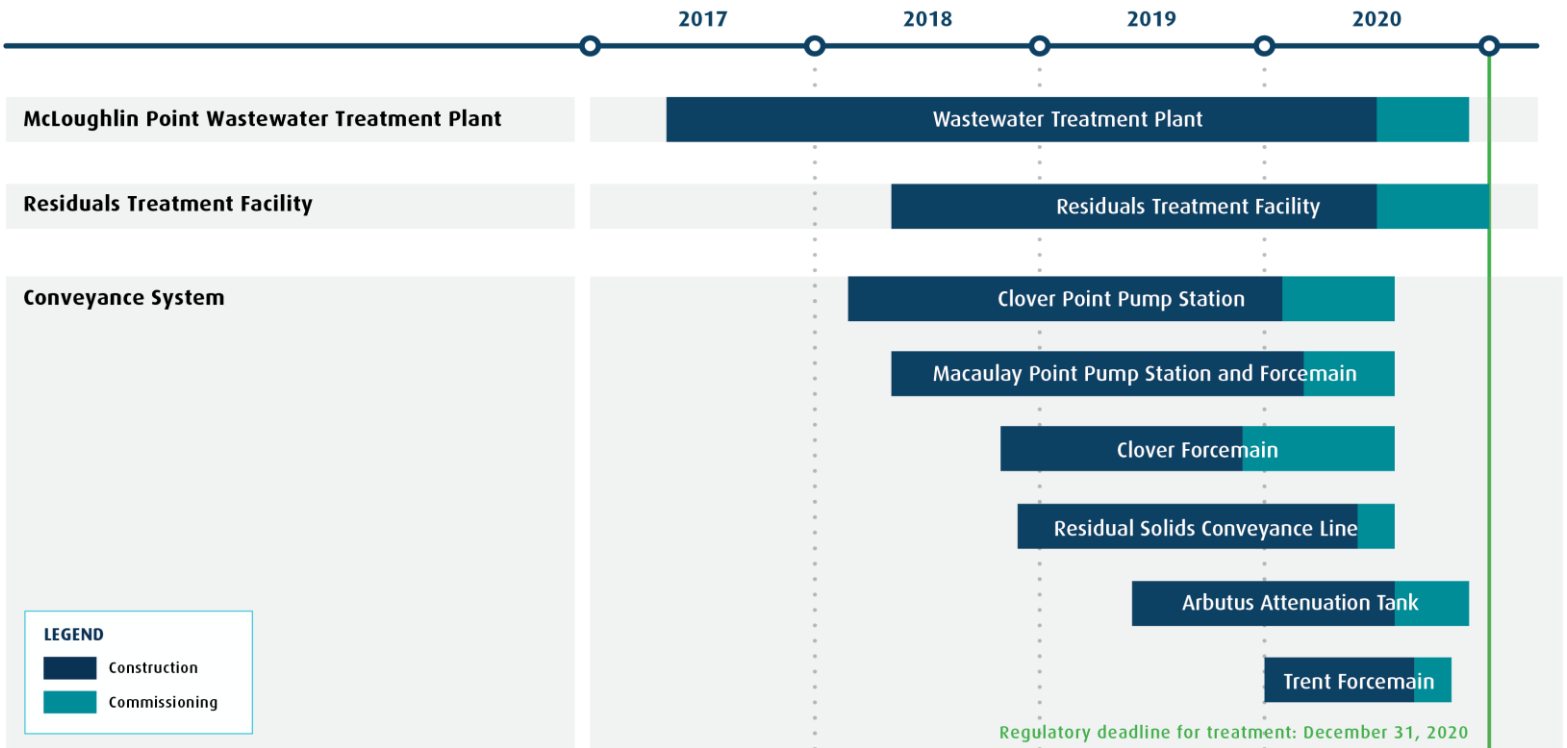 2017 2018 2019 2020
McLoughlin Point Wastewater Treatment Plant
Wastewater Treatment Plant
Residuals Treatment Facility
Residuals Treatment Facility
Conveyance System
Clover Point Pump Station
Macaulay Point Pump Station and Forcemain
Clover Forcemain
Residual Solids Conveyance Line
Arbutus Attenuation Tank
LEGEND
Construction
Commissioning
Trent Forcemain
Regulatory deadline for treatment: December 31, 2020